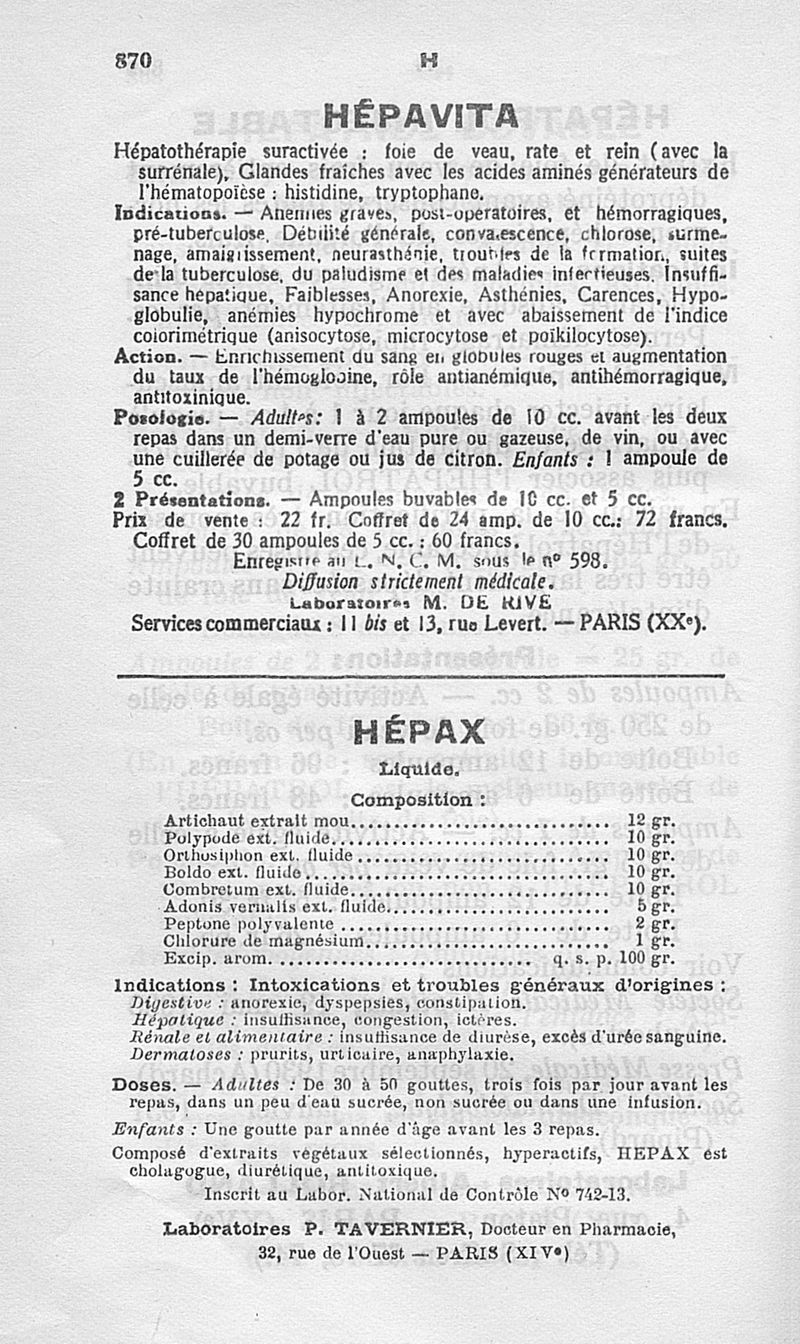 870 H
HÉPAVITA
Hépatothérapie suractivée : foie de veau, rate et rein (avec la
surrénale). Glandes fraîches avec les acides aminés générateurs de
l'hématopoïèse : histidine, tryptophane.
Indications. — Anémies graves, post-opératoires, et hémorragiques,
pré-tuberculose. Débilité générale, convalescence, chlorose, surme-
nage, amaigrissement, neurasthénie, troubles de la formation, suites
de la tuberculose, du paludisme et des maladies infectieuses. Insuffi-
sance hépatique, Faiblesses, Anorexie, Asthénies, Carences, Hypo-
globulie, anémies hypochrome et avec abaissement de l'indice
colorimétrique (anisocytose, microcytose et poïkilocytose).
Action. — Enrichissement du sang en globules rouges et augmentation
du taux de l'hémoglobine, rôle antianémique, antihémorragique,
antitoxinique.
Posologie. — Adultes: 1 à 2 ampoules de 10 cc. avant les deux
repas dans un demi-verre d'eau pure ou gazeuse, de vin, ou avec
une cuillerée de potage ou jus de citron. Enfants : 1 ampoule de
5 cc.
2 Présentations. — Ampoules buvables de 10 cc. et 5 cc.
Prix de vente : 22 fr. Coffret de 24 amp. de 10 cc.: 72 francs.
Coffret de 30 ampoules de 5 cc. : 60 francs.
Enregistré au L. N. C. M. sous le n° 598.
Diffusion strictement médicale.
Laboratoires M. DE RIVE
Services commerciaux : 11 bis et 13, rue Levert. — PARIS (XXe).
HÉPAX
Liquide.
Composition :
Artichaut extrait mou.............................. 12 gr.
Polypode ext. fluide.............................. 10 gr.
Orthosiphon ext. fluide.............................. 10 gr.
Boldo ext. fluide.............................. 10 gr.
Combretum ext. fluide.............................. 10 gr.
Adonis vernalis ext. fluide.............................. 5 gr.
Peptone polyvalente .............................. 2 gr.
Chlorure de magnésium.............................. 1 gr.
Excip. arom. .............................. q. s. p. 100 gr.
Indications : Intoxications et troubles généraux d'origines :
Digestive : anorexie, dyspepsies, constipation.
Hépatique : insuffisance, congestion, ictères.
Rénale et alimentaire : insuffisance de diurèse, excès d'urée sanguine.
Dermatoses : prurits, urticaire, anaphylaxie.
Doses. — Adultes : De 30 à 50 gouttes, trois fois par jour avant les
repas, dans un peu d'eau sucrée, non sucrée ou dans une infusion.
Enfants : Une goutte par année d'âge avant les 3 repas.
Composé d'extraits végétaux sélectionnés, hyperactifs, HEPAX est
cholagogue, diurétique, antitoxique.
Inscrit au Labor. National de Contrôle N° 742-13.
Laboratoires P. TAVERNIER, Docteur en Pharmacie,
32, rue de l'Ouest — PARIS (XIVe)